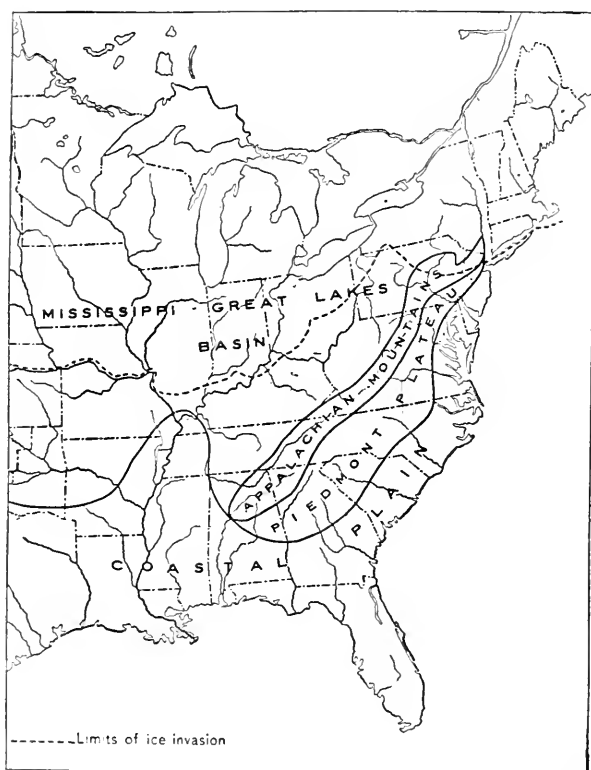 MISSISSIPPI - GREAT LAKES
BASIN
APPALACHIAN-MOUNTAINS
PIEDMONT PLATEAU
COASTAL PLAIN
Limits of ice invasion